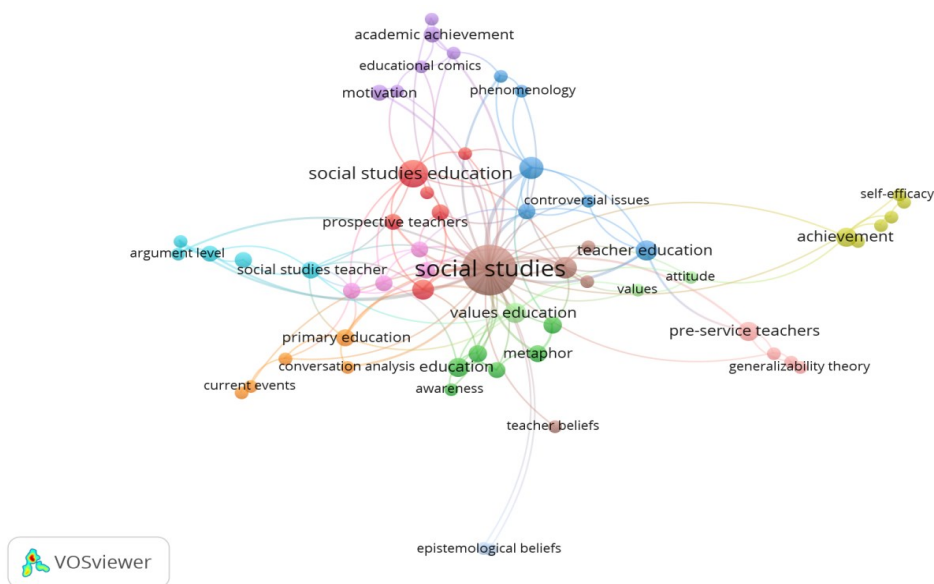 academic achievement
educational comics
motivation
phenomenology
social studies education
self-efficacy
controversial issues
prospective teachers
achievement
teacher education
argument level
social studies teacher
social studies
attitude
values
values education
primary education
pre-service teachers
metaphor
conversation analysis
education
generalizability theory
current events
awareness
teacher beliefs
epistemological beliefs
VOSviewer